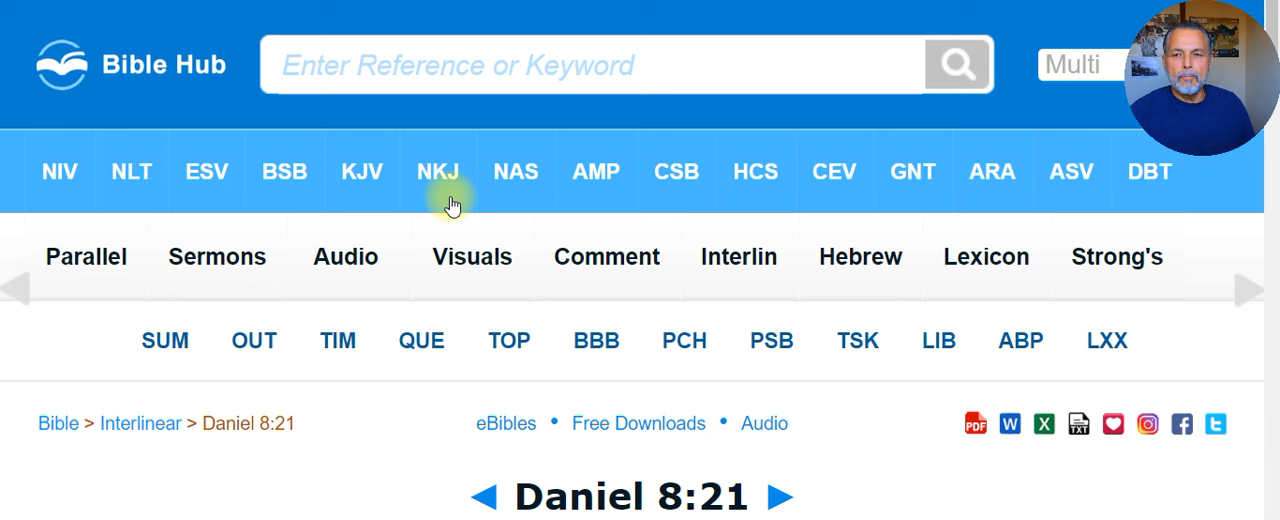 Bible Hub Enter Reference or Keyword Multi
NIV NLT ESV BSB KJV NKJ NAS AMP CSB HCS CEV GNT ARA ASV DBT
Parallel Sermons Audio Visuals Comment Interlin Hebrew Lexicon Strong's
SUM OUT TIM QUE TOP BBB PCH PSB TSK LIB ABP LXX
Bible > Interlinear > Daniel 8:21 eBibles • Free Downloads • Audio PDF W X TXT
◄ Daniel 8:21 ►